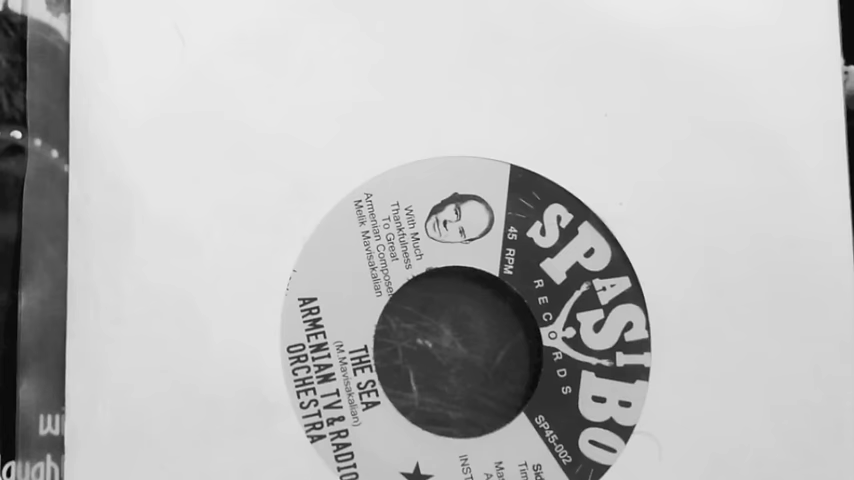 SPASIBO
RECORDS
45 RPM
SP45-002
With Much
Thankfulness
To Great
Armenian Composer
Melik Mavisakalian
THE SEA
(M.Mavisakalian)
ARMENIAN TV & RADIO
ORCHESTRA
INST